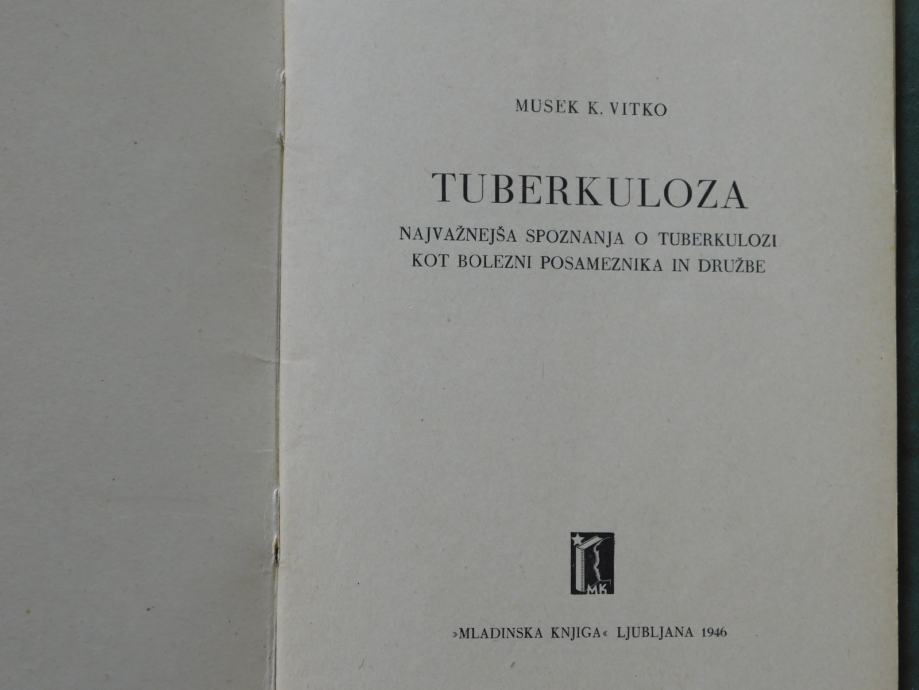 MUSEK K. VITKO
TUBERKULOZA
NAJVAŽNEJŠA SPOZNANJA O TUBERKULOZI
KOT BOLEZNI POSAMEZNIKA IN DRUŽBE
MK
»MLADINSKA KNJIGA« LJUBLJANA 1946